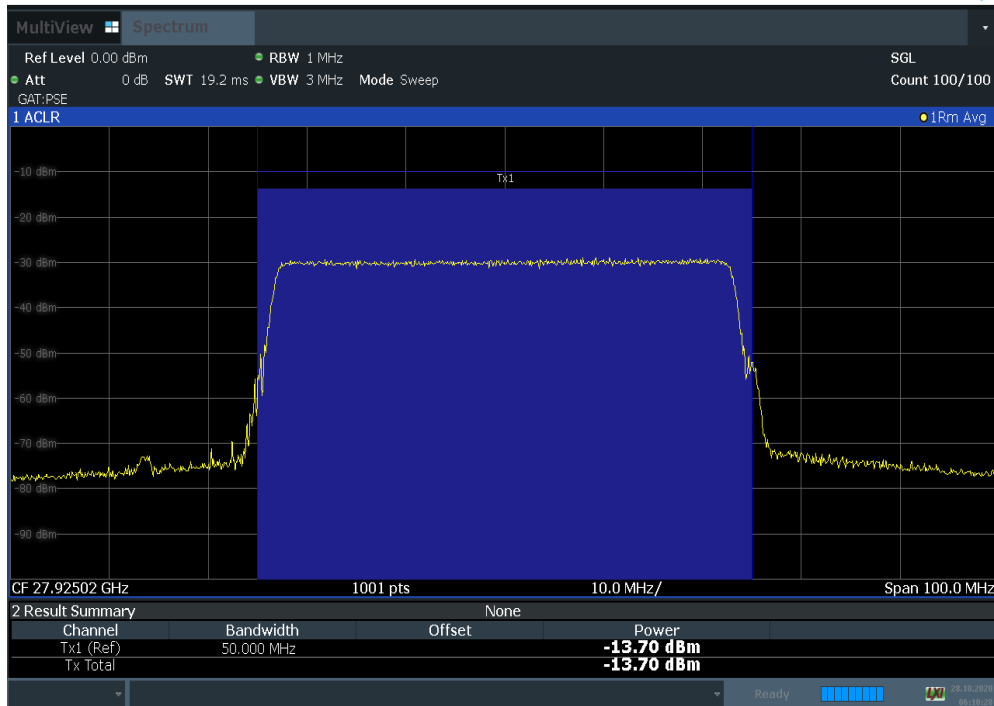 MultiView Spectrum
Ref Level 0.00 dBm RBW 1 MHz SGL
Att 0 dB SWT 19.2 ms VBW 3 MHz Mode Sweep Count 100/100
GAT:PSE
1 ACLR 1Rm Avg
-10 dBm
Tx1
-20 dBm
-30 dBm
-40 dBm
-50 dBm
-60 dBm
-70 dBm
-80 dBm
-90 dBm
CF 27.92502 GHz 1001 pts 10.0 MHz/ Span 100.0 MHz
2 Result Summary None
Channel Bandwidth Offset Power
Tx1 (Ref) 50.000 MHz -13.70 dBm
Tx Total -13.70 dBm
Ready LXI 28.10.2020
06:10:28